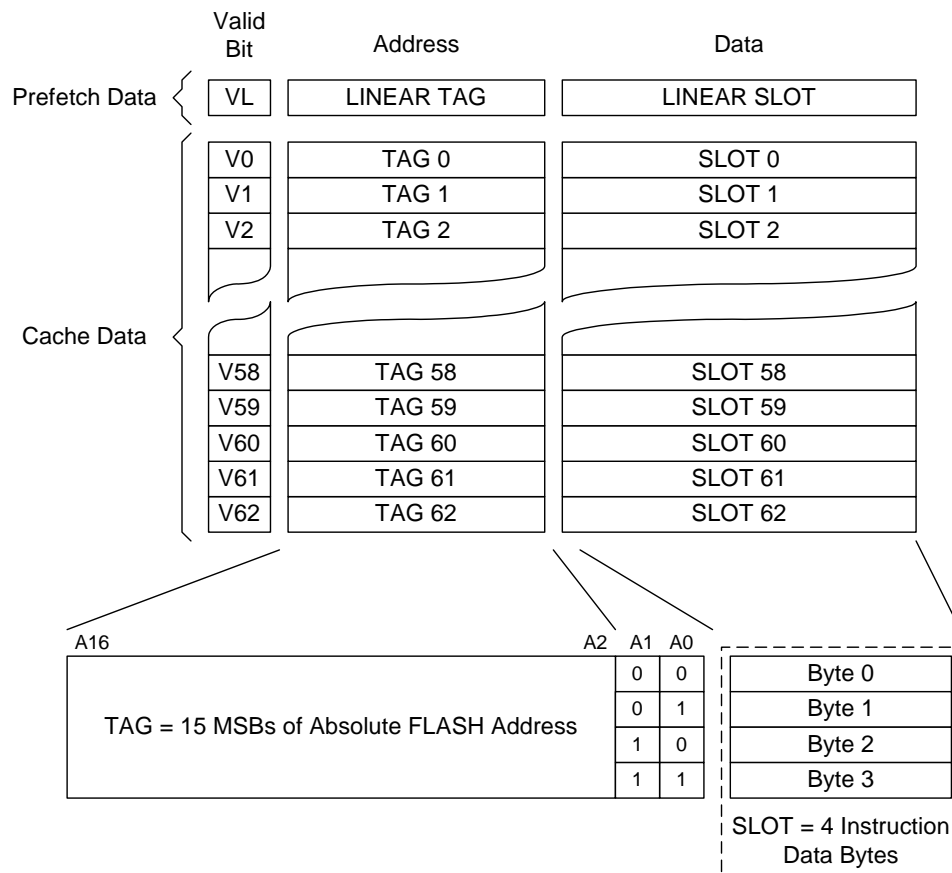 Valid
Bit
Address
Data
Prefetch Data
VL
LINEAR TAG
LINEAR SLOT
Cache Data
V0
TAG 0
SLOT 0
V1
TAG 1
SLOT 1
V2
TAG 2
SLOT 2
V58
TAG 58
SLOT 58
V59
TAG 59
SLOT 59
V60
TAG 60
SLOT 60
V61
TAG 61
SLOT 61
V62
TAG 62
SLOT 62
A16
A2
A1
A0
TAG = 15 MSBs of Absolute FLASH Address
0
0
Byte 0
0
1
Byte 1
1
0
Byte 2
1
1
Byte 3
SLOT = 4 Instruction
Data Bytes